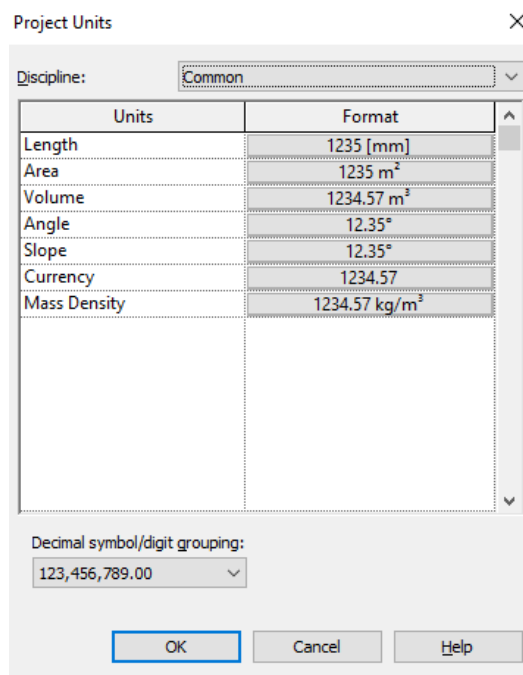 Project Units
Discipline: Common
Units Format
Length 1235 [mm]
Area 1235 m²
Volume 1234.57 m³
Angle 12.35°
Slope 12.35°
Currency 1234.57
Mass Density 1234.57 kg/m³
Decimal symbol/digit grouping:
123,456,789.00
OK Cancel Help